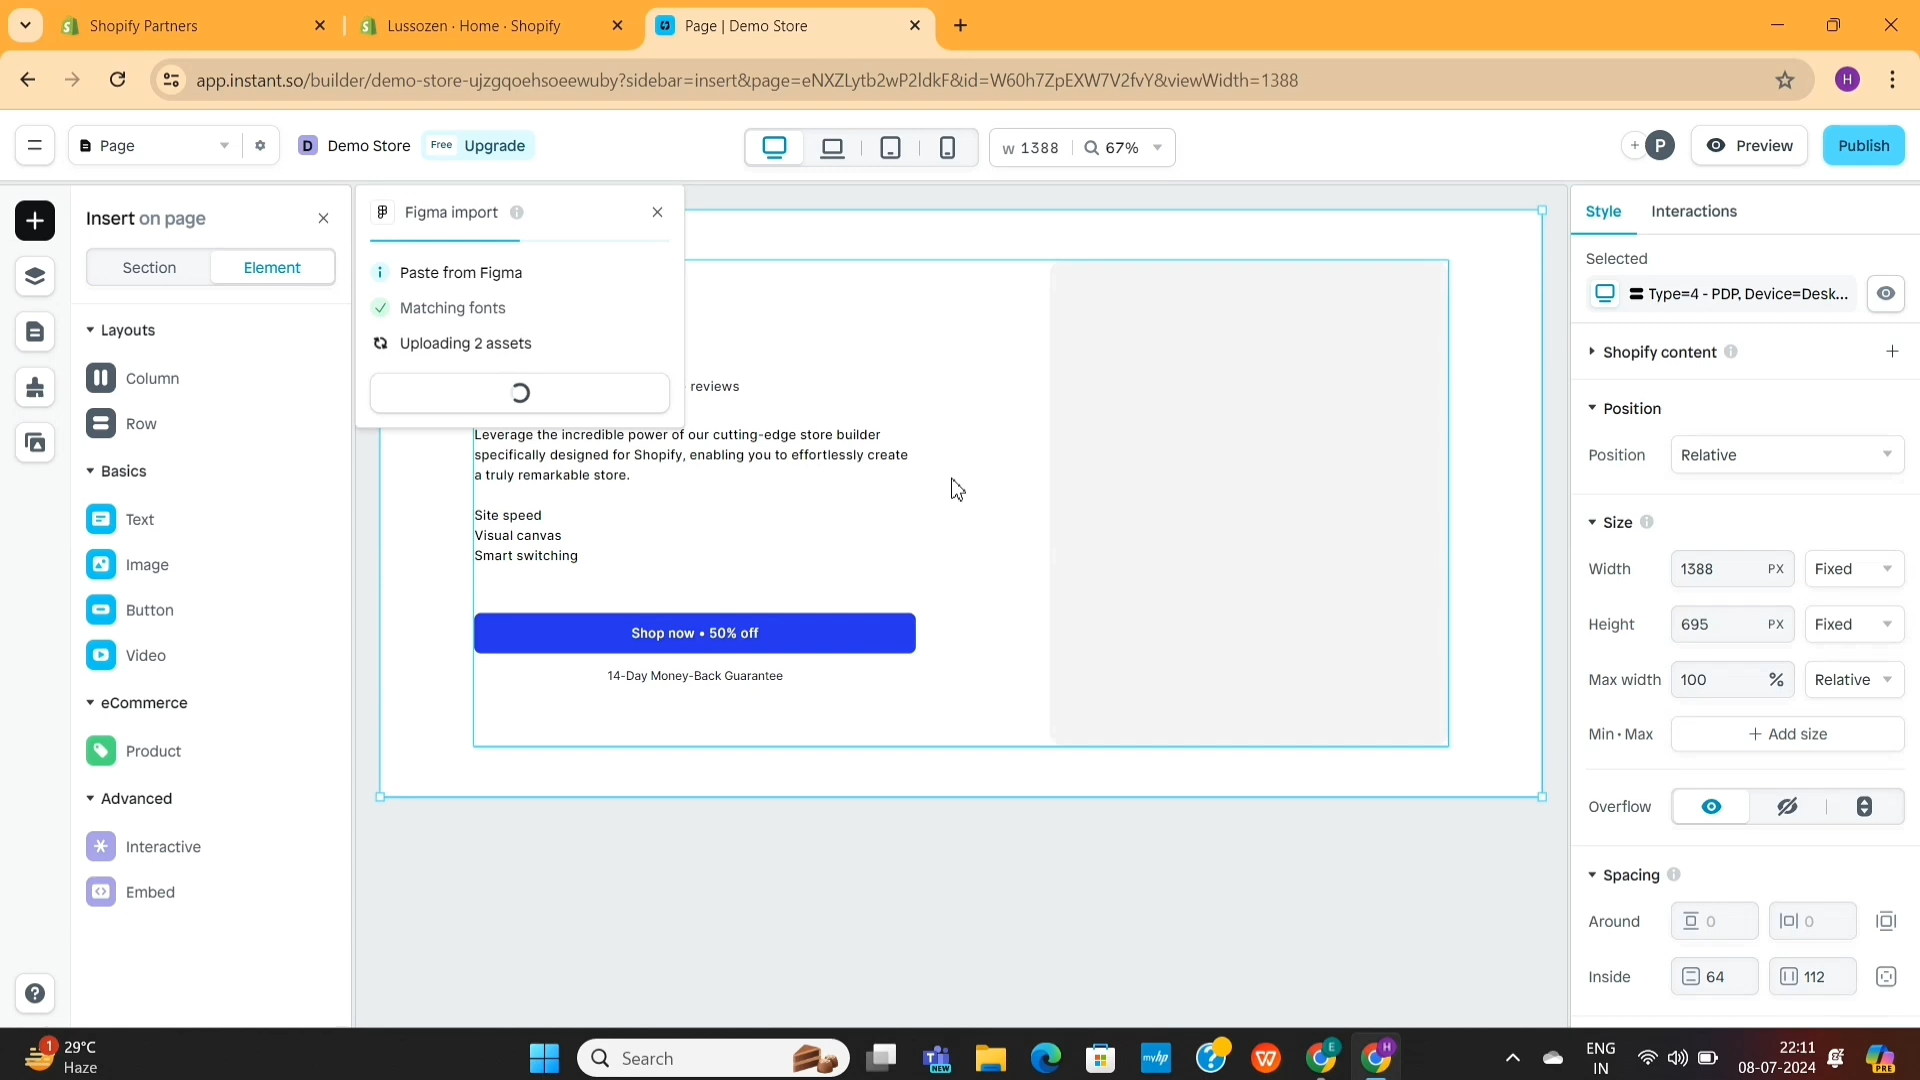 Shopify Partners
Lussozen · Home · Shopify
Page | Demo Store
app.instant.so/builder/demo-store-ujzgqoehsoeewuby?sidebar=insert&page=eNXZLytb2wP2ldkF&id=W60h7ZpEXW7V2fvY&viewWidth=1388
H
Page
D
Demo Store
Free
Upgrade
W 1388
67%
P
Preview
Publish
Insert on page
Section
Element
Layouts
Column
Row
Basics
Text
Image
Button
Video
eCommerce
Product
Advanced
Interactive
Embed
Figma import
Paste from Figma
Matching fonts
Uploading 2 assets
reviews
Leverage the incredible power of our cutting-edge store builder
specifically designed for Shopify, enabling you to effortlessly create
a truly remarkable store.
Site speed
Visual canvas
Smart switching
Shop now • 50% off
14-Day Money-Back Guarantee
Style
Interactions
Selected
Type=4 - PDP, Device=Desk...
Shopify content
Position
Position
Relative
Size
Width
1388
PX
Fixed
Height
695
PX
Fixed
Max width
100
%
Relative
Min · Max
+ Add size
Overflow
Spacing
Around
0
0
Inside
64
112
1
29°C
Haze
Search
NEW
myhp
E
H
ENG
IN
22:11
08-07-2024
PRE